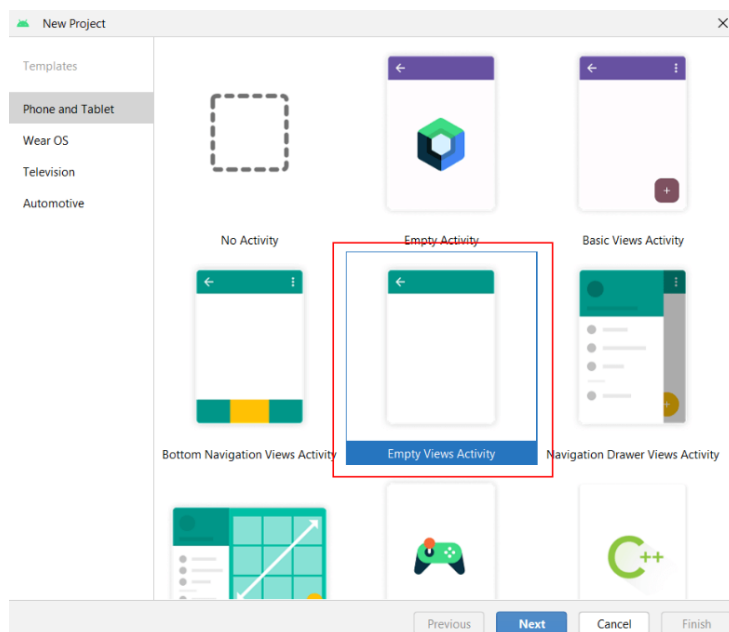 New Project
Templates
Phone and Tablet
Wear OS
Television
Automotive
No Activity
Empty Activity
Basic Views Activity
Bottom Navigation Views Activity
Empty Views Activity
Navigation Drawer Views Activity
C++
Previous
Next
Cancel
Finish